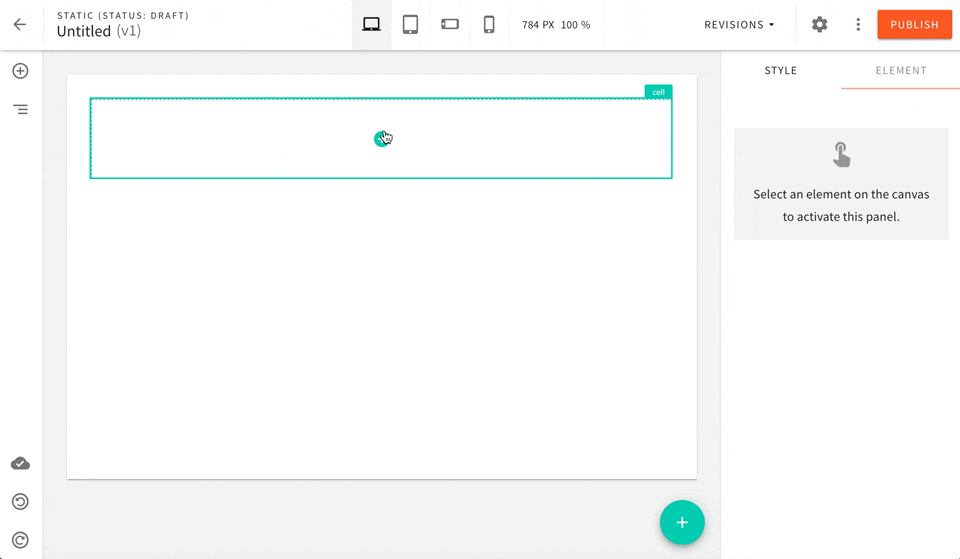 STATIC (STATUS: DRAFT)
Untitled (v1)
784 PX 100 %
REVISIONS
PUBLISH
STYLE
ELEMENT
cell
Select an element on the canvas
to activate this panel.